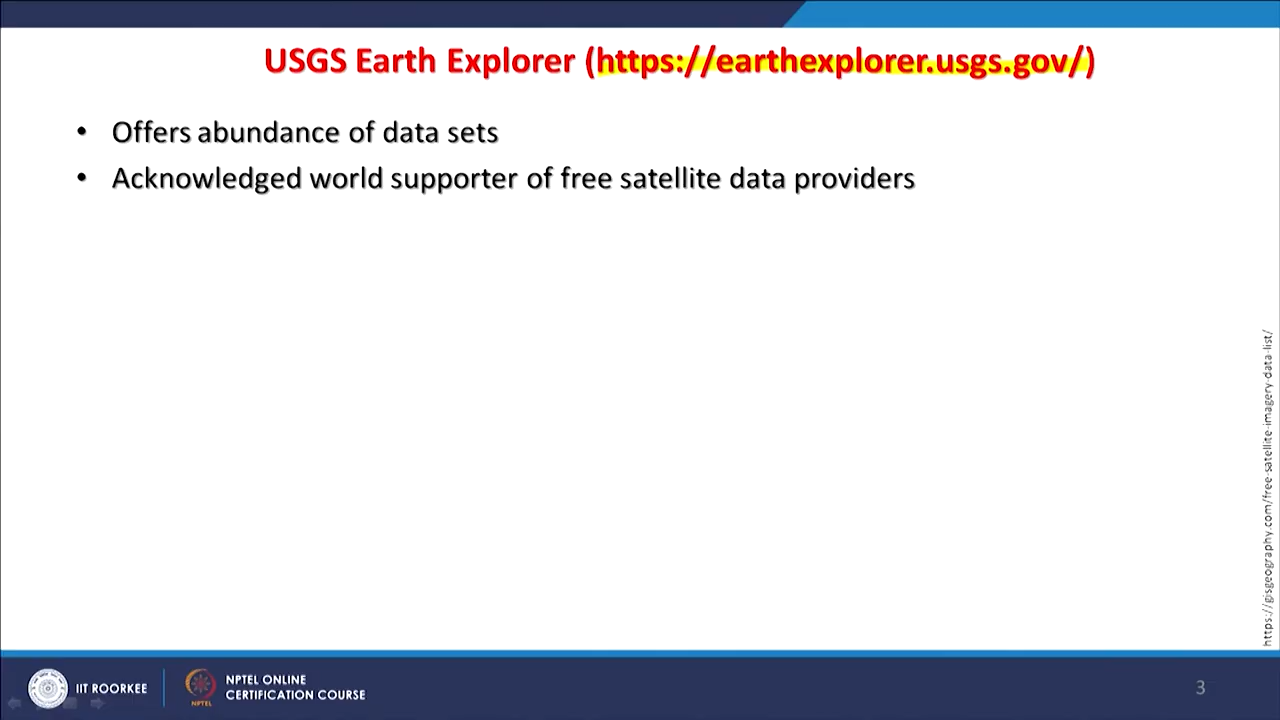 USGS Earth Explorer (https://earthexplorer.usgs.gov/)
• Offers abundance of data sets
• Acknowledged world supporter of free satellite data providers
https://gisgeography.com/free-satellite-imagery-data-list/
IIT ROORKEE
NPTEL
NPTEL ONLINE
CERTIFICATION COURSE
3